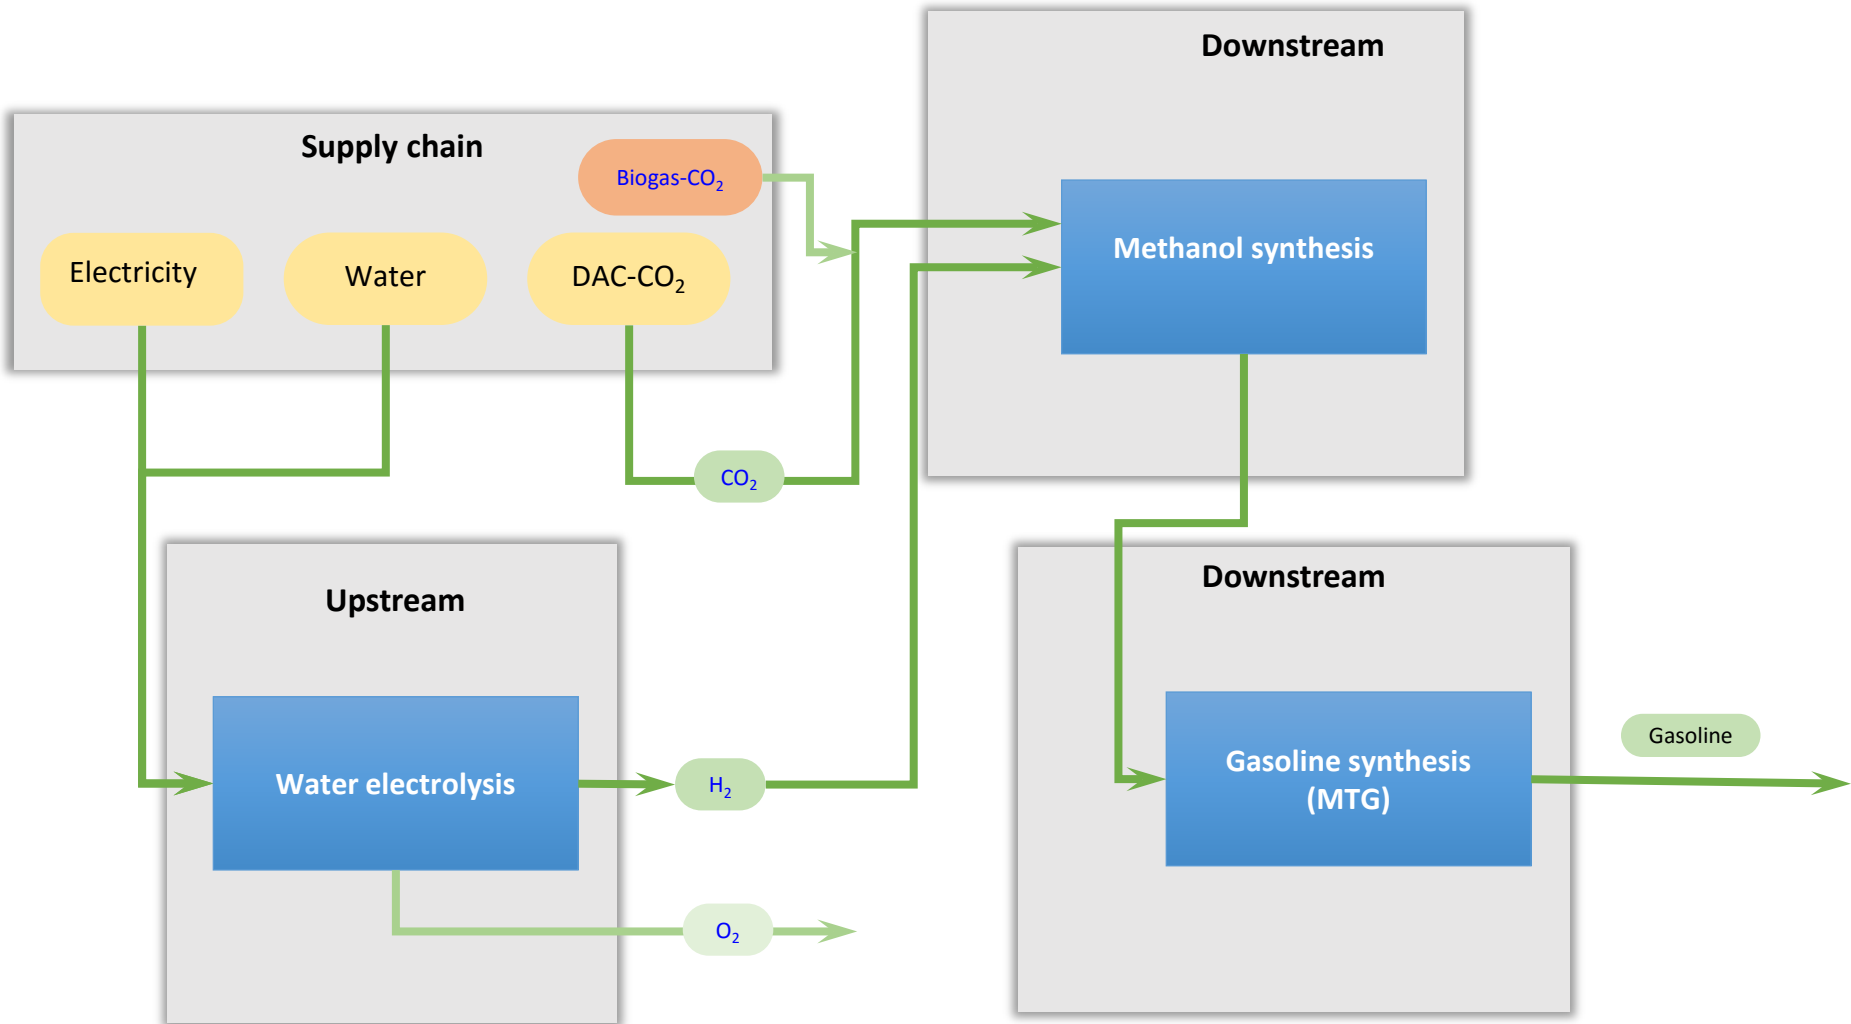 Downstream
Supply chain
Biogas-CO₂
Electricity
Water
DAC-CO₂
Methanol synthesis
CO₂
Upstream
Downstream
Water electrolysis
H₂
Gasoline synthesis
(MTG)
Gasoline
O₂